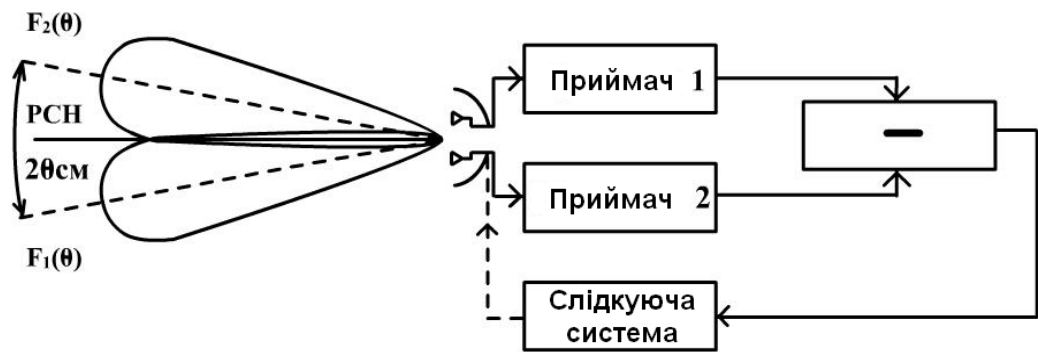 F₂(θ)
РСН
2θсм
F₁(θ)
Приймач 1
Приймач 2
Слідкуюча
система